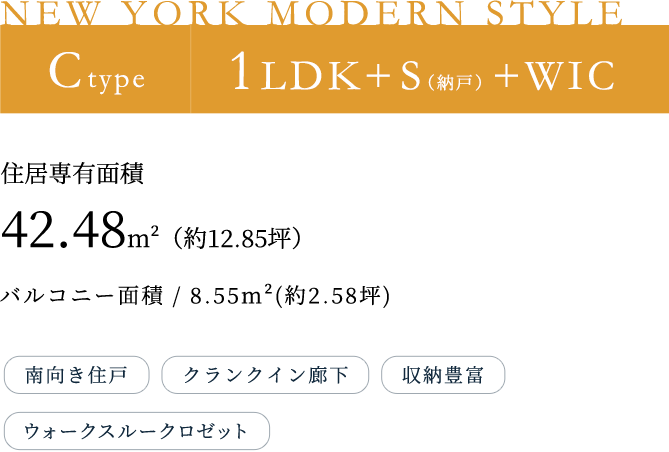 NEW YORK MODERN STYLE
C type 1LDK+S(納戸)+WIC
住居専有面積
42.48m²（約12.85坪）
バルコニー面積 / 8.55m²(約2.58坪)
南向き住戸 クランクイン廊下 収納豊富
ウォークスルークロゼット